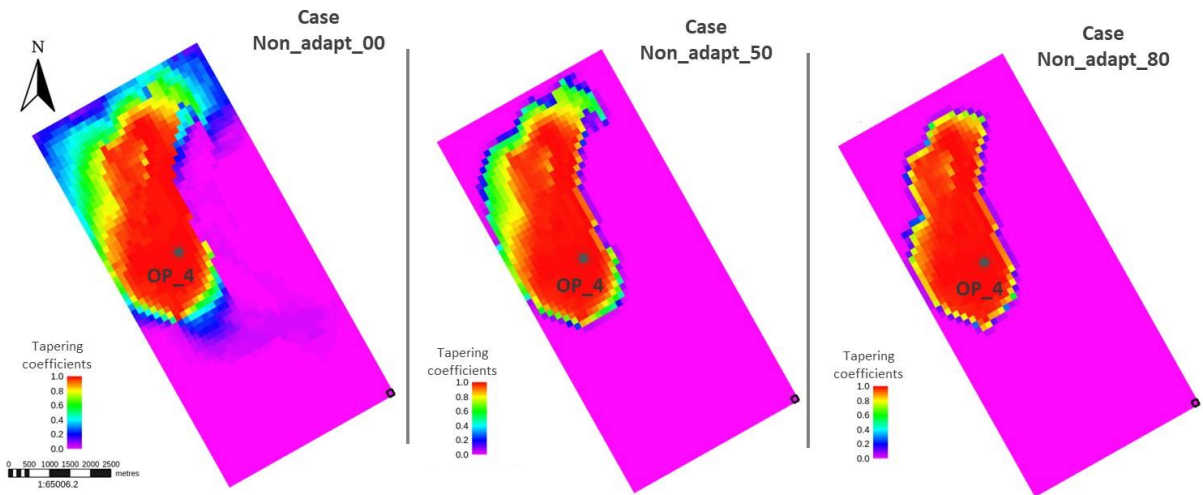 N
Case
Non_adapt_00
OP_4
Tapering
coefficients
1.0
0.8
0.6
0.4
0.2
0.0
0 500 1000 1500 2000 2500
metres
1:65006.2
Case
Non_adapt_50
OP_4
Tapering
coefficients
1.0
0.8
0.6
0.4
0.2
0.0
Case
Non_adapt_80
OP_4
Tapering
coefficients
1.0
0.8
0.6
0.4
0.2
0.0